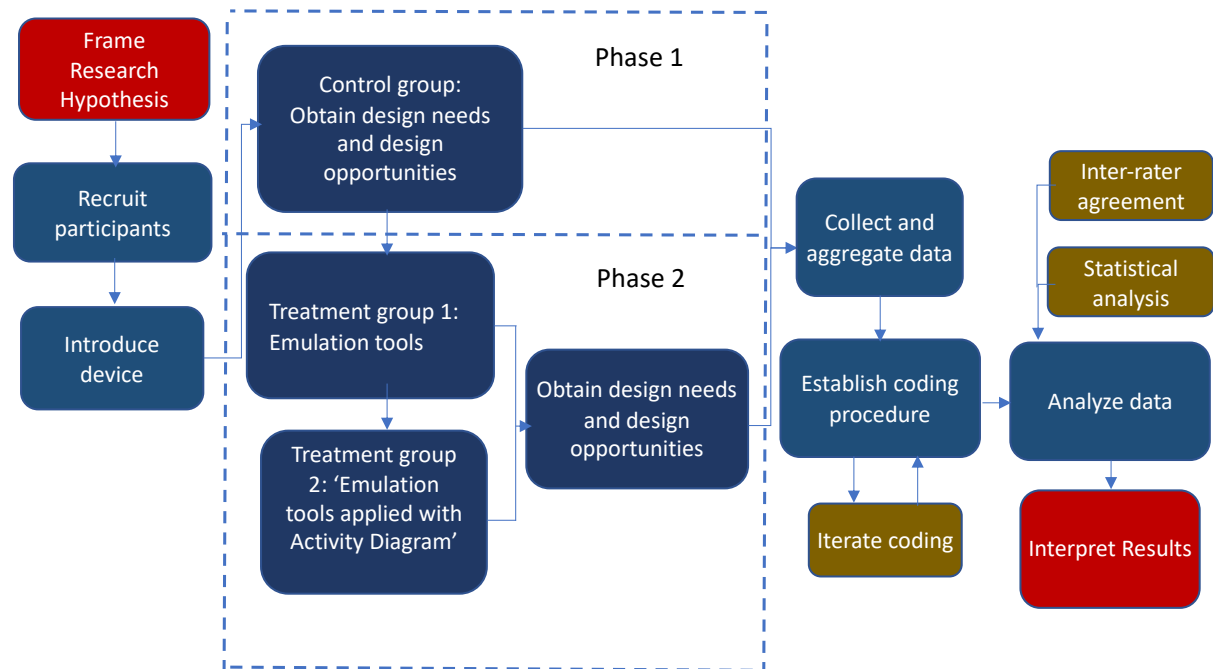 Frame
Research
Hypothesis
Recruit
participants
Introduce
device
Phase 1
Control group:
Obtain design needs
and design
opportunities
Phase 2
Treatment group 1:
Emulation tools
Treatment group
2: ‘Emulation
tools applied with
Activity Diagram’
Obtain design needs
and design
opportunities
Collect and
aggregate data
Establish coding
procedure
Iterate coding
Inter-rater
agreement
Statistical
analysis
Analyze data
Interpret Results